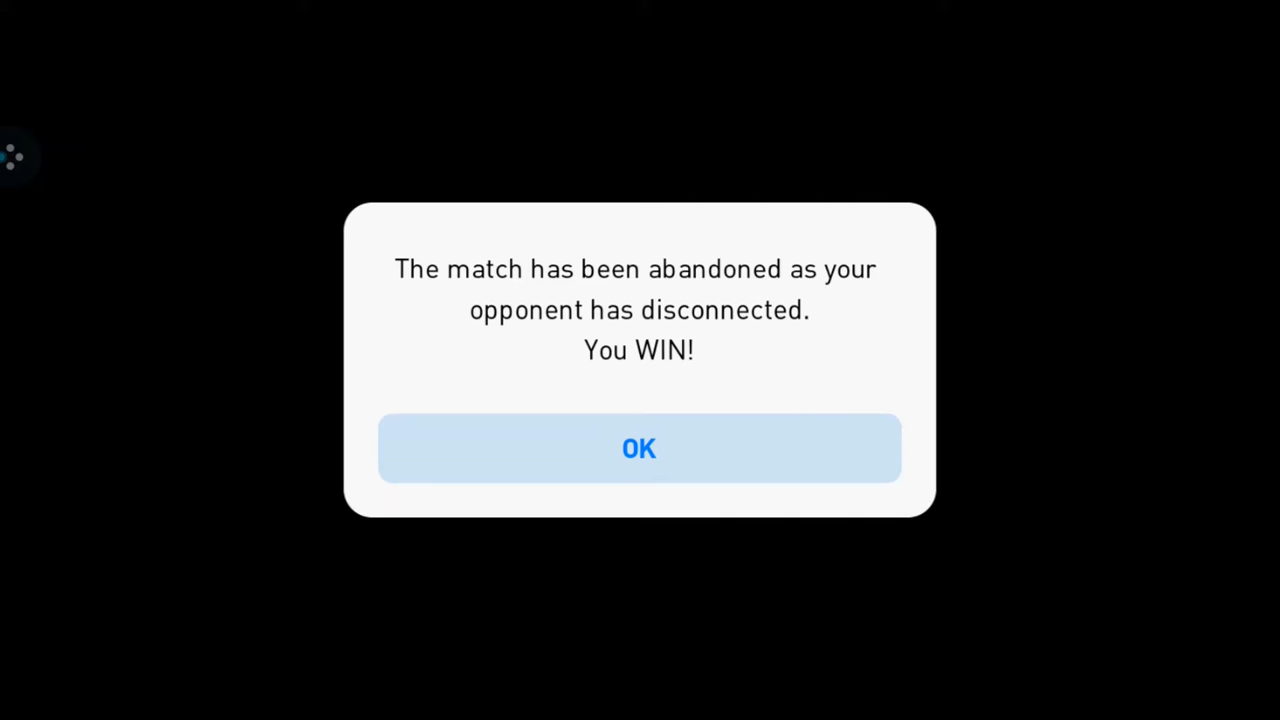 The match has been abandoned as your
opponent has disconnected.
You WIN!
OK